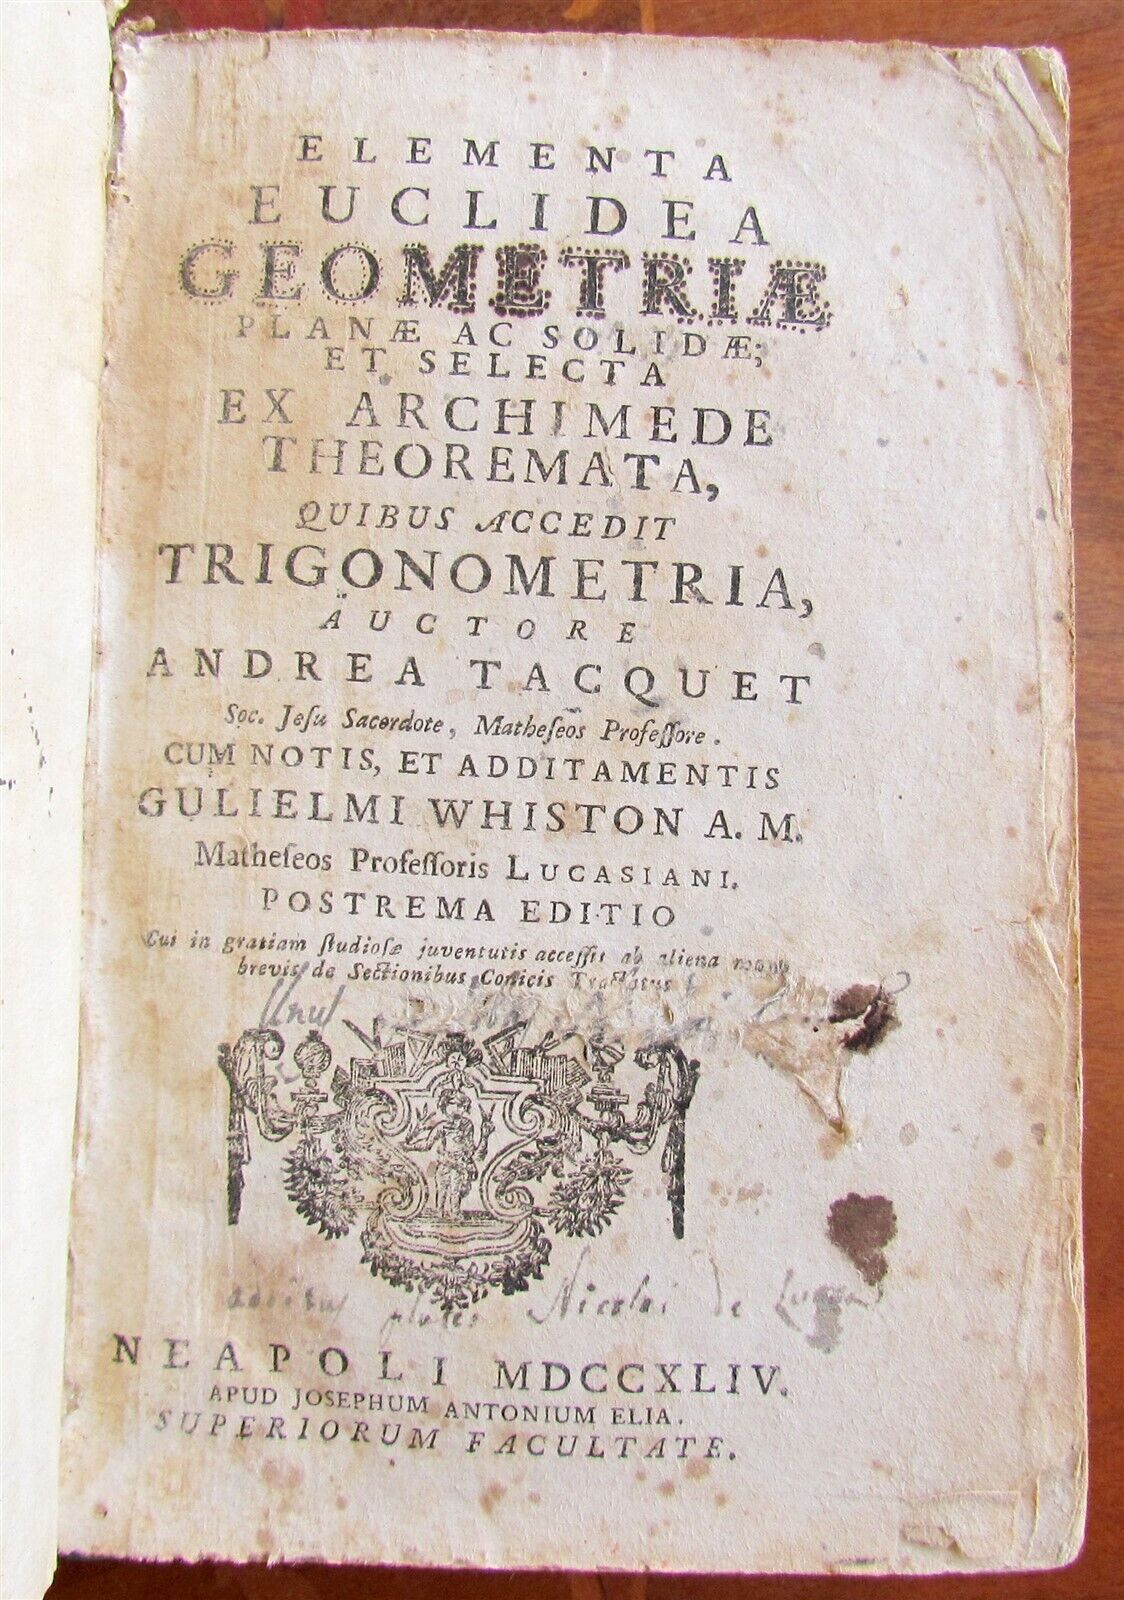 ELEMENTA
EUCLIDEA
GEOMETRIÆ
PLANÆ AC SOLIDÆ;
ET SELECTA
EX ARCHIMEDE
THEOREMATA,
QUIBUS ACCEDIT
TRIGONOMETRIA,
AUCTORE
ANDREA TACQUET
Soc. Jeſu Sacerdote, Matheſeos Profeſſore.
CUM NOTIS, ET ADDITAMENTIS
GULIELMI WHISTON A. M.
Matheſeos Profeſſoris LUCASIANI.
POSTREMA EDITIO
Cui in gratiam ſtudioſæ juventutis acceſſit ab aliena manu
brevis de Sectionibus Conicis Tractatus
Nicolai de
NEAPOLI MDCCXLIV.
APUD JOSEPHUM ANTONIUM ELIA.
SUPERIORUM FACULTATE.